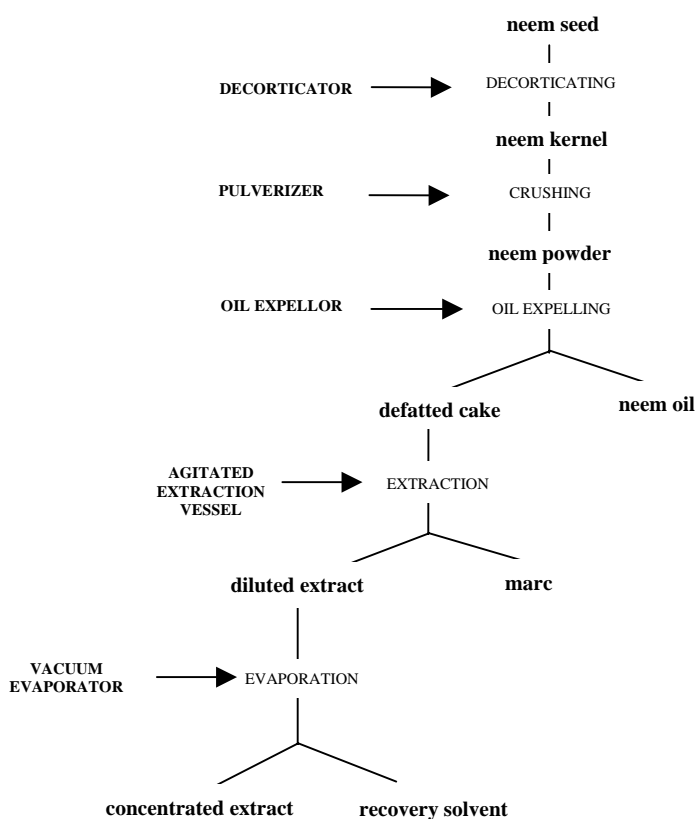 neem seed
DECORTICATOR
DECORTICATING
neem kernel
PULVERIZER
CRUSHING
neem powder
OIL EXPELLOR
OIL EXPELLING
defatted cake
neem oil
AGITATED
EXTRACTION
VESSEL
EXTRACTION
diluted extract
marc
VACUUM
EVAPORATOR
EVAPORATION
concentrated extract
recovery solvent